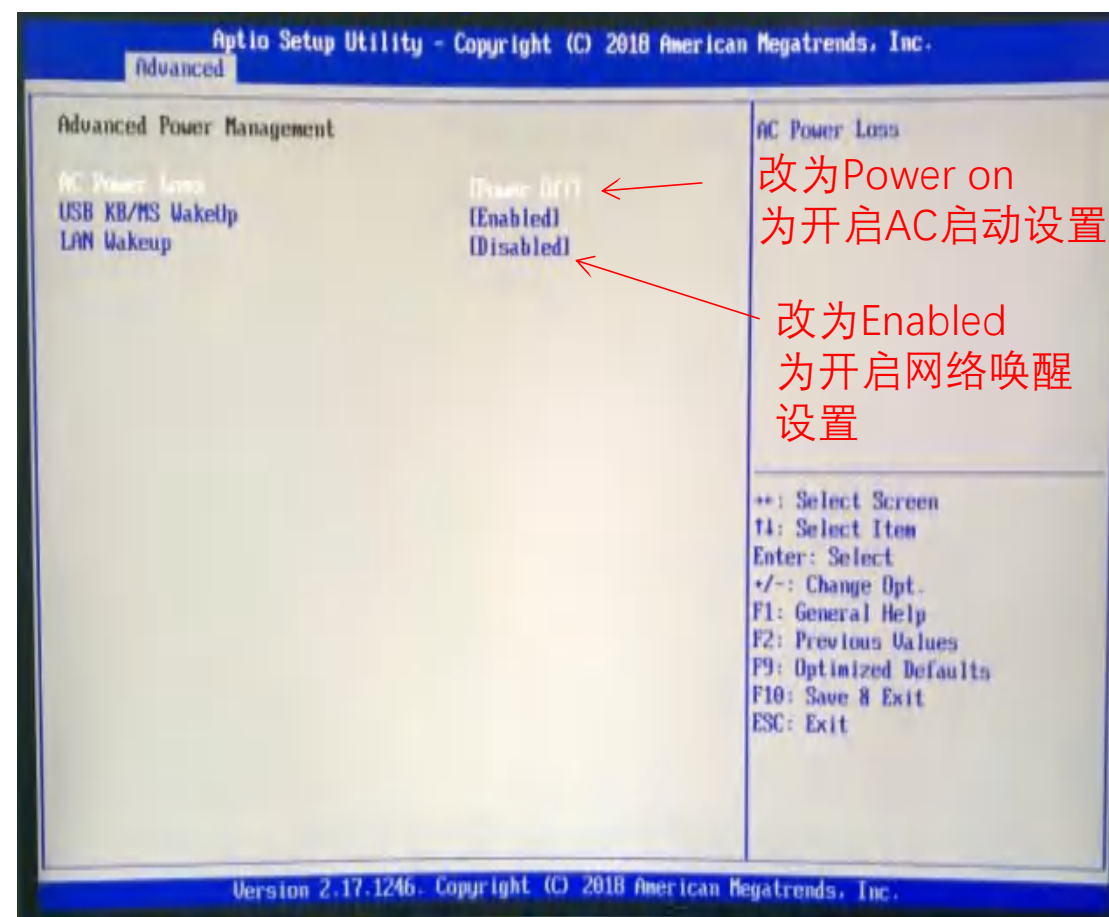 Aptio Setup Utility - Copyright (C) 2018 American Megatrends, Inc.
Advanced
Advanced Power Management
AC Power Loss [Power Off]
USB KB/MS WakeUp [Enabled]
LAN Wakeup [Disabled]
AC Power Loss
改为Power on
为开启AC启动设置
改为Enabled
为开启网络唤醒
设置
→←: Select Screen
↑↓: Select Item
Enter: Select
+/-: Change Opt.
F1: General Help
F2: Previous Values
F9: Optimized Defaults
F10: Save & Exit
ESC: Exit
Version 2.17.1246. Copyright (C) 2018 American Megatrends, Inc.